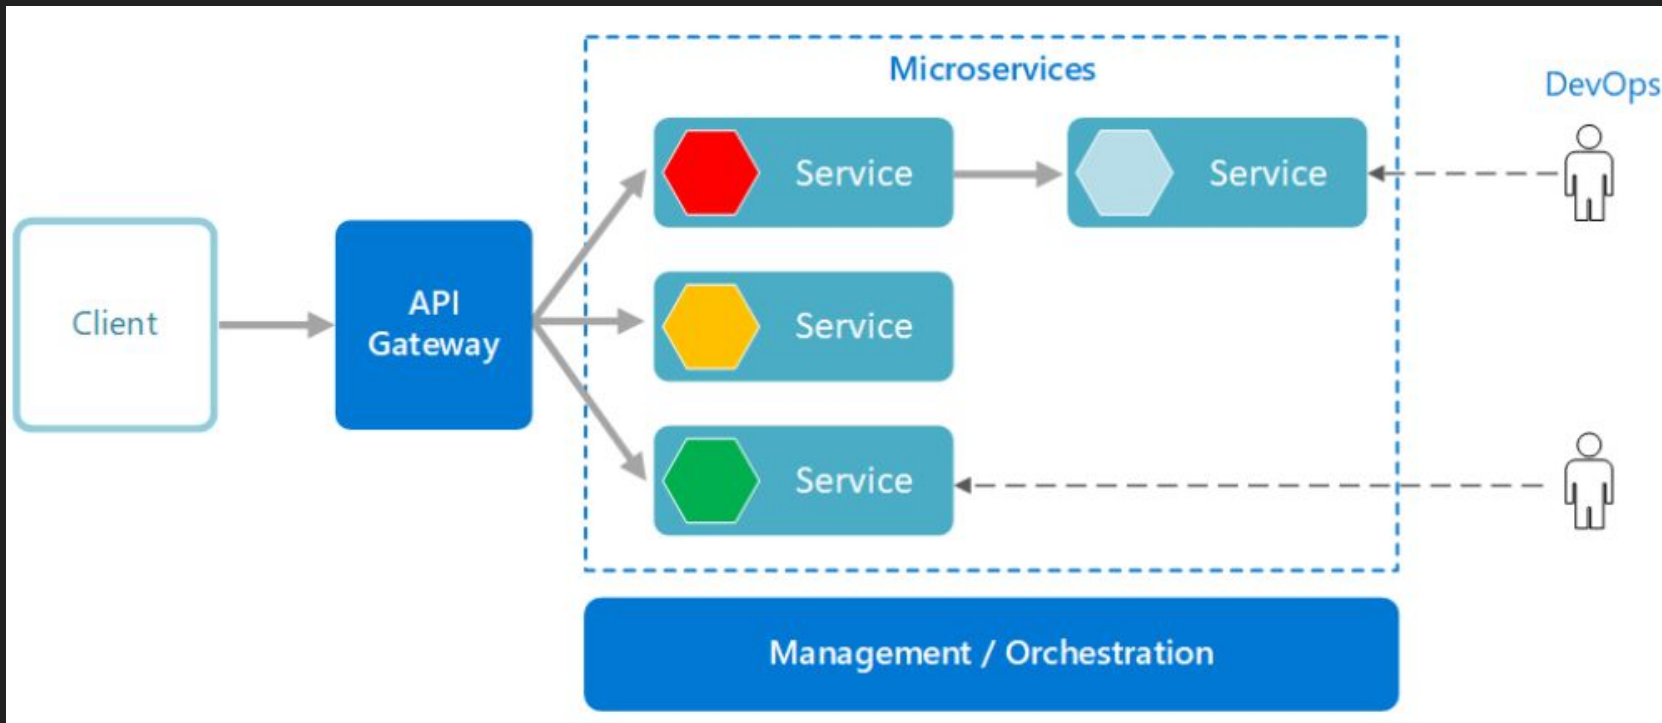 Microservices
DevOps
Service
Service
Client
API
Gateway
Service
Service
Management / Orchestration